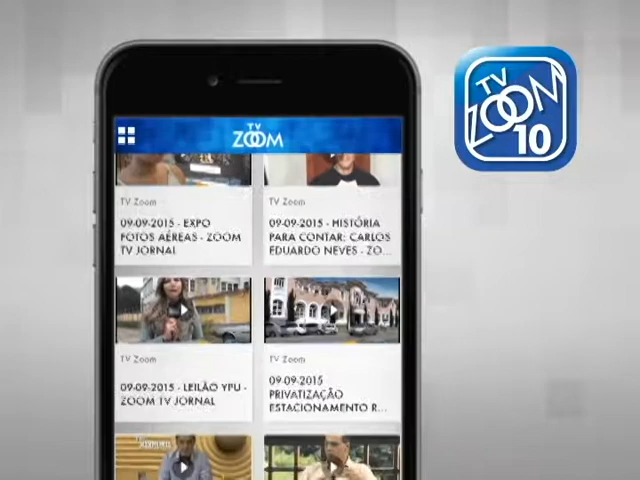 TV
ZOOM
10
TV
ZOOM
TV Zoom
09-09-2015 - EXPO
FOTOS AÉREAS - ZOOM
TV JORNAL
TV Zoom
09-09-2015 - HISTÓRIA
PARA CONTAR: CARLOS
EDUARDO NEVES - ZO...
TV Zoom
09-09-2015 - LEILÃO YPU -
ZOOM TV JORNAL
TV Zoom
09-09-2015
PRIVATIZAÇÃO
ESTACIONAMENTO R...